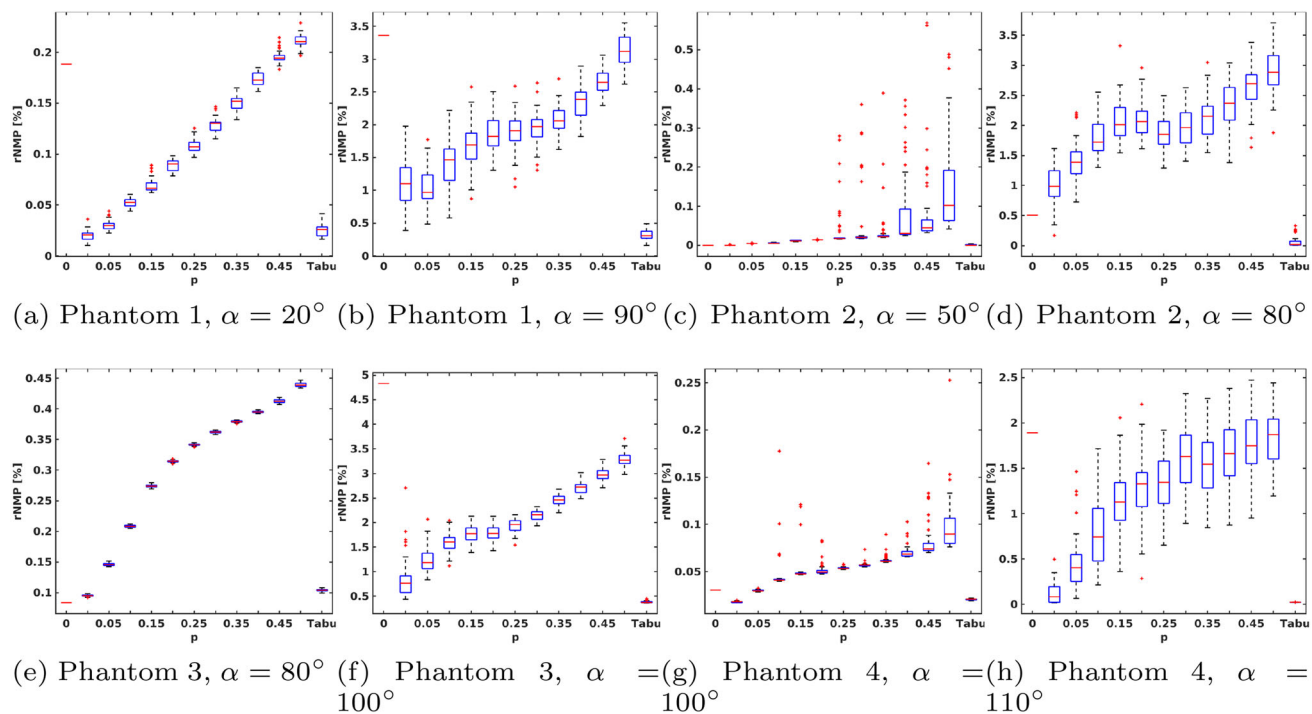 rNMP [%]
0.2
0.15
0.1
0.05
0
0 0.05 0.15 0.25 0.35 0.45 Tabu
p
rNMP [%]
3.5
3
2.5
2
1.5
1
0.5
0
0 0.05 0.15 0.25 0.35 0.45 Tabu
p
rNMP [%]
0.5
0.4
0.3
0.2
0.1
0
0 0.05 0.15 0.25 0.35 0.45 Tabu
p
rNMP [%]
3.5
3
2.5
2
1.5
1
0.5
0
0 0.05 0.15 0.25 0.35 0.45 Tabu
p
(a) Phantom 1, α = 20° (b) Phantom 1, α = 90° (c) Phantom 2, α = 50° (d) Phantom 2, α = 80°
rNMP [%]
0.45
0.4
0.35
0.3
0.25
0.2
0.15
0.1
0 0.05 0.15 0.25 0.35 0.45 Tabu
p
rNMP [%]
5
4.5
4
3.5
3
2.5
2
1.5
1
0.5
0 0.05 0.15 0.25 0.35 0.45 Tabu
p
rNMP [%]
0.25
0.2
0.15
0.1
0.05
0 0.05 0.15 0.25 0.35 0.45 Tabu
p
rNMP [%]
2.5
2
1.5
1
0.5
0
0 0.05 0.15 0.25 0.35 0.45 Tabu
p
(e) Phantom 3, α = 80° (f) Phantom 3, α = (g) Phantom 4, α = (h) Phantom 4, α =
100° 100° 110°